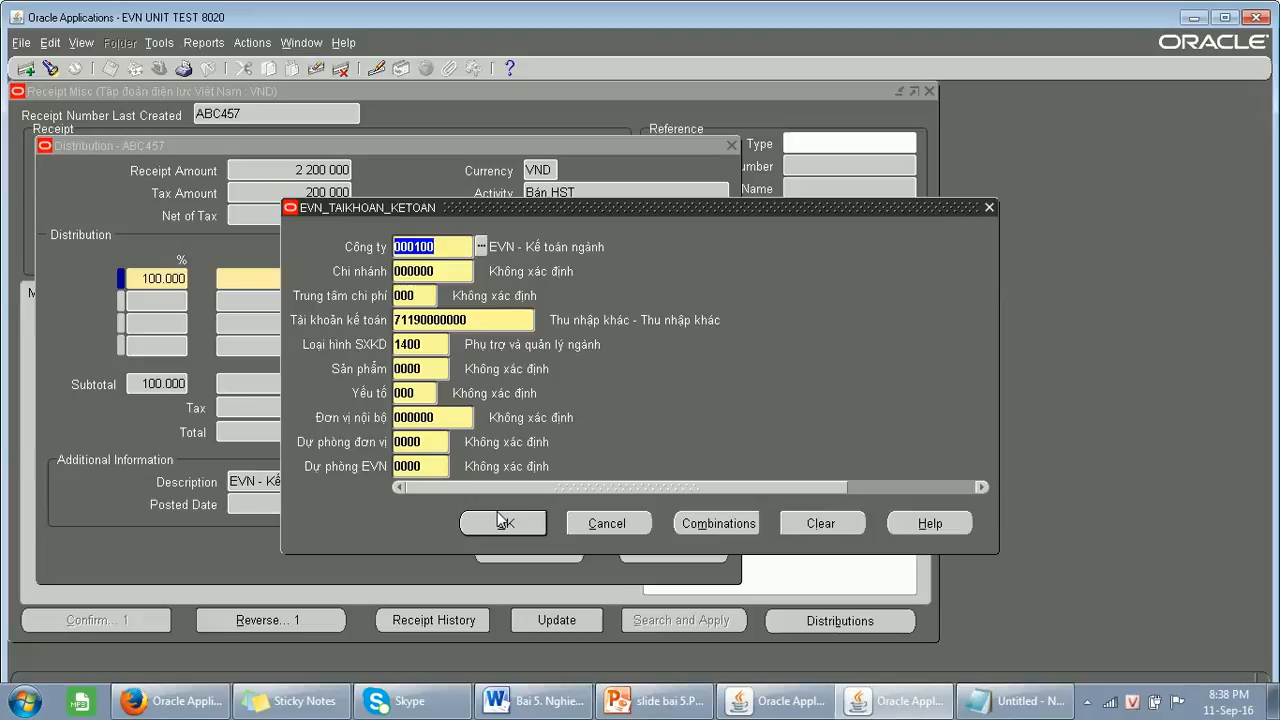 Oracle Applications - EVN UNIT TEST 8020
File Edit View Folder Tools Reports Actions Window Help
ORACLE
Receipt Misc (Tập đoàn điện lực Việt Nam : VND)
Receipt Number Last Created ABC457
Receipt Reference
Distribution - ABC457 Type
Receipt Amount 2 200 000 Currency VND
Tax Amount 200 000 Activity Bán HST Name
Net of Tax
EVN_TAIKHOAN_KETOAN
Distribution
%
100.000
Công ty 000100 EVN - Kế toán ngành
Chi nhánh 000000 Không xác định
Trung tâm chi phí 000 Không xác định
Tài khoản kế toán 71190000000 Thu nhập khác - Thu nhập khác
Loại hình SXKD 1400 Phụ trợ và quản lý ngành
Sản phẩm 0000 Không xác định
Yếu tố 000 Không xác định
Đơn vị nội bộ 000000 Không xác định
Dự phòng đơn vị 0000 Không xác định
Dự phòng EVN 0000 Không xác định
Subtotal 100.000
Tax
Total
Additional Information
Description EVN - Kế
Posted Date
OK Cancel Combinations Clear Help
Confirm... 1 Reverse... 1 Receipt History Update Search and Apply Distributions
Oracle Appli... Sticky Notes Skype Bai 5. Nghie... slide bai 5.P... Oracle Appl... Oracle Appl... Untitled - N...
8:38 PM
11-Sep-16